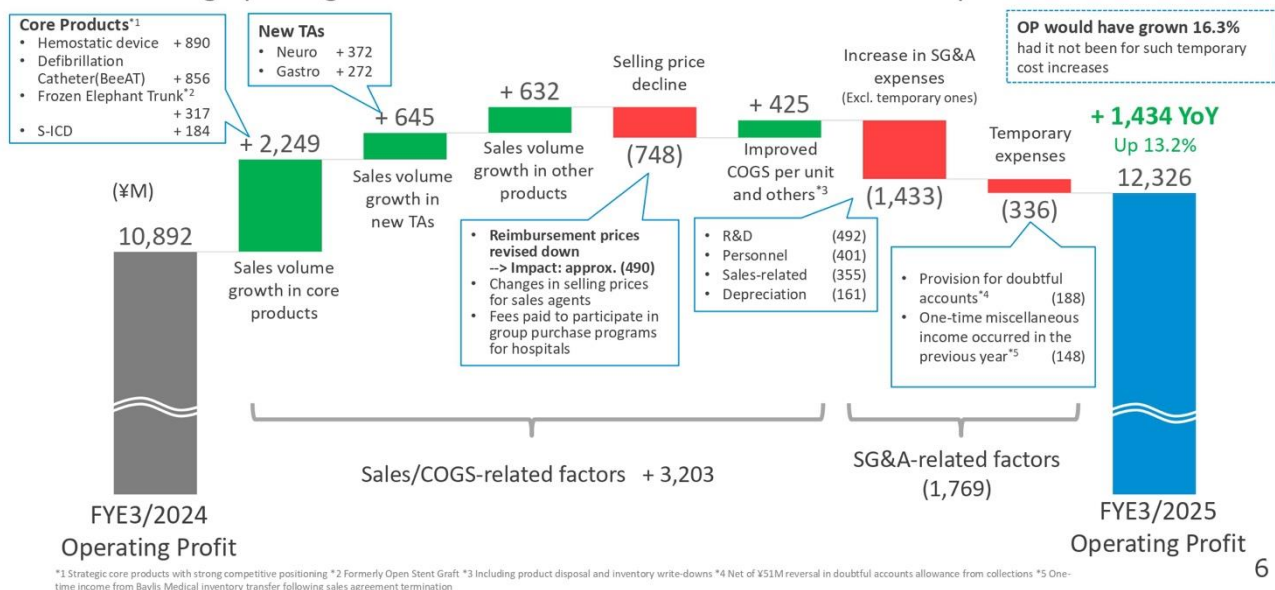 Core Products*1
• Hemostatic device + 890
• Defibrillation
Catheter(BeeAT) + 856
• Frozen Elephant Trunk*2
+ 317
• S-ICD + 184
New TAs
• Neuro + 372
• Gastro + 272
OP would have grown 16.3%
had it not been for such temporary
cost increases
(¥M)
10,892
+ 2,249
Sales volume
growth in core
products
+ 645
Sales volume
growth in
new TAs
+ 632
Sales volume
growth in other
products
Selling price
decline
(748)
• Reimbursement prices
revised down
--> Impact: approx. (490)
• Changes in selling prices
for sales agents
• Fees paid to participate in
group purchase programs
for hospitals
+ 425
Improved
COGS per unit
and others*3
Increase in SG&A
expenses
(Excl. temporary ones)
(1,433)
• R&D (492)
• Personnel (401)
• Sales-related (355)
• Depreciation (161)
Temporary
expenses
(336)
• Provision for doubtful
accounts*4 (188)
• One-time miscellaneous
income occurred in the
previous year*5 (148)
+ 1,434 YoY
Up 13.2%
12,326
Sales/COGS-related factors + 3,203
SG&A-related factors
(1,769)
FYE3/2024
Operating Profit
FYE3/2025
Operating Profit
*1 Strategic core products with strong competitive positioning *2 Formerly Open Stent Graft *3 Including product disposal and inventory write-downs *4 Net of ¥51M reversal in doubtful accounts allowance from collections *5 One-
time income from Baylis Medical inventory transfer following sales agreement termination
6